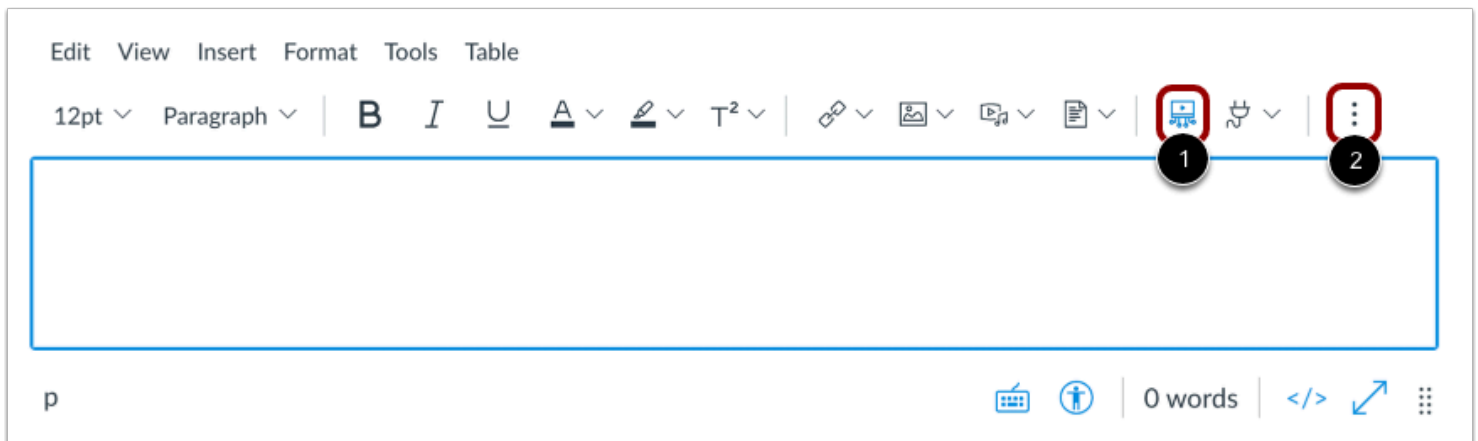 Edit View Insert Format Tools Table
12pt Paragraph B I U A T²
1 2
p 0 words </>